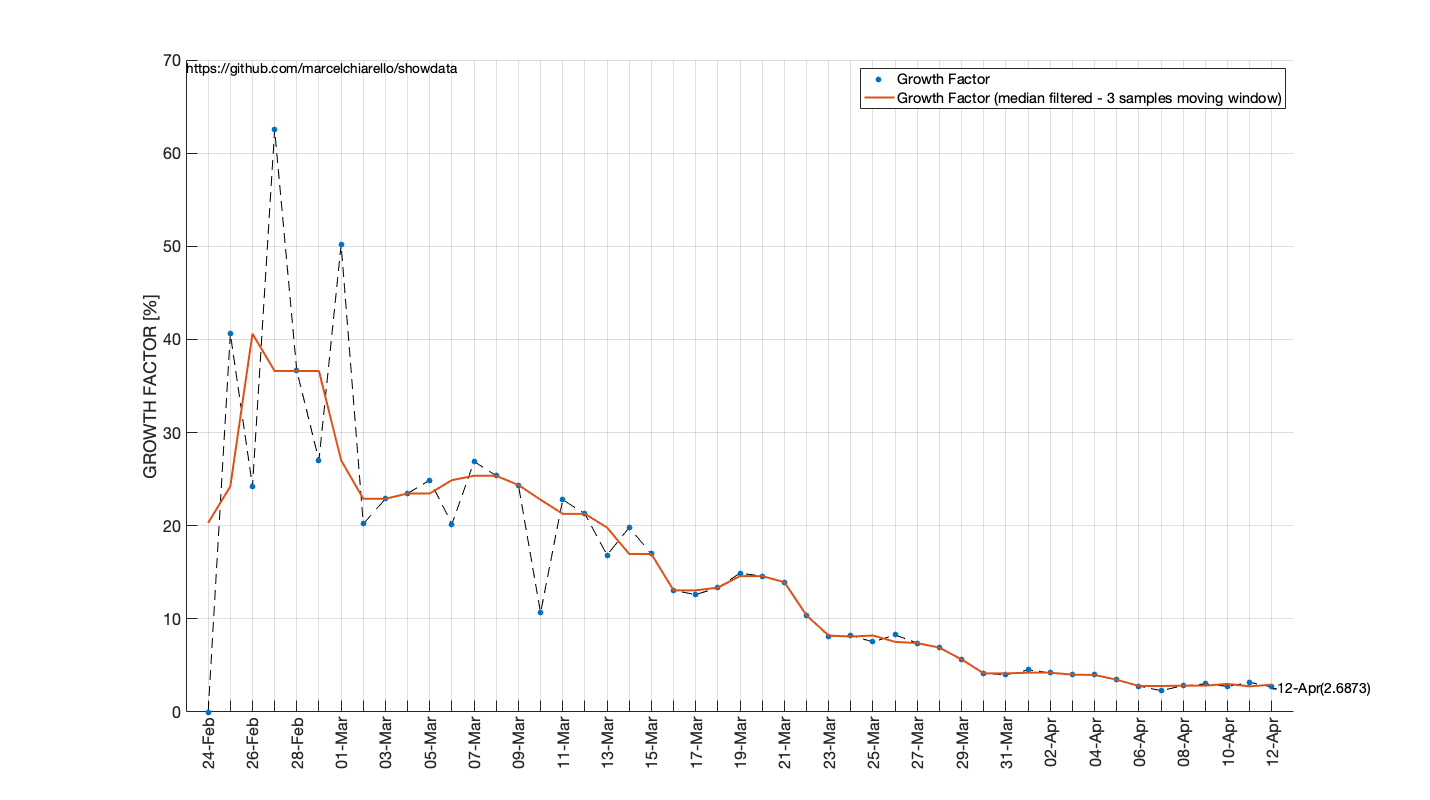 https://github.com/marcelchiarello/showdata
Growth Factor
Growth Factor (median filtered - 3 samples moving window)
GROWTH FACTOR [%]
70
60
50
40
30
20
10
0
12-Apr(2.6873)
24-Feb
26-Feb
28-Feb
01-Mar
03-Mar
05-Mar
07-Mar
09-Mar
11-Mar
13-Mar
15-Mar
17-Mar
19-Mar
21-Mar
23-Mar
25-Mar
27-Mar
29-Mar
31-Mar
02-Apr
04-Apr
06-Apr
08-Apr
10-Apr
12-Apr